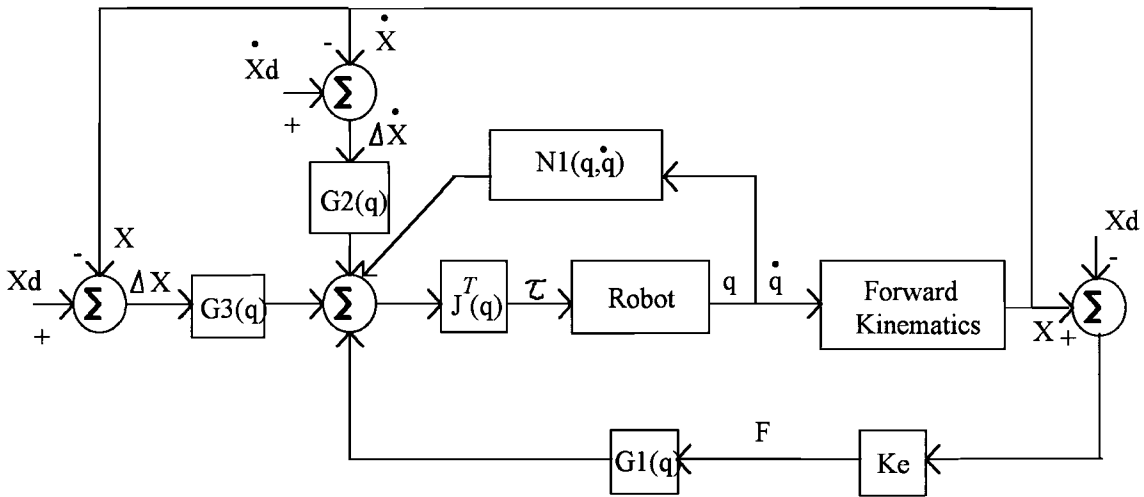 Ẋ
-
Ẋd
Σ
+
ΔẊ
N1(q,q̇)
G2(q)
X
-
Xd
Σ
+
ΔX
G3(q)
Σ
J^T(q)
τ
Robot
q q̇
Forward
Kinematics
Xd
-
Σ
X +
F
G1(q)
Ke